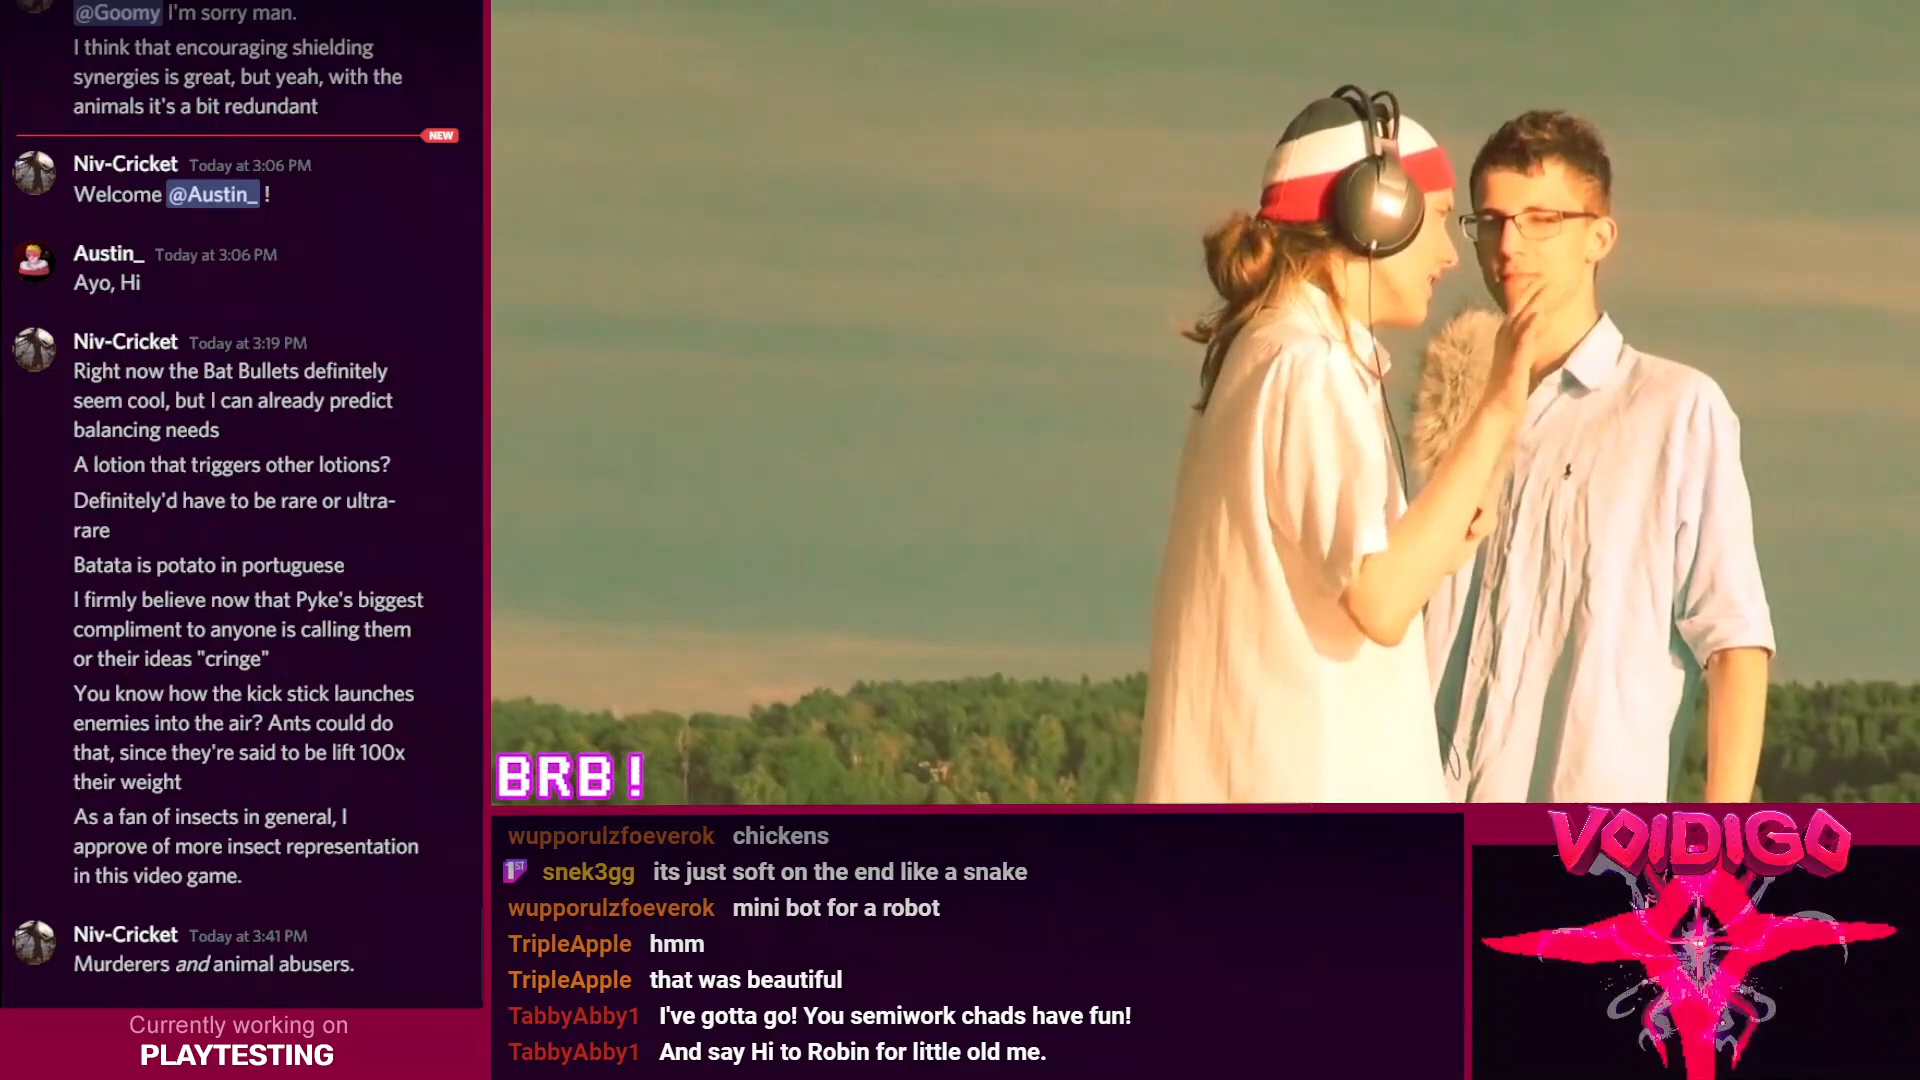 @Goomy I'm sorry man.
I think that encouraging shielding
synergies is great, but yeah, with the
animals it's a bit redundant
NEW
Niv-Cricket Today at 3:06 PM
Welcome @Austin_ !
Austin_ Today at 3:06 PM
Ayo, Hi
Niv-Cricket Today at 3:19 PM
Right now the Bat Bullets definitely
seem cool, but I can already predict
balancing needs
A lotion that triggers other lotions?
Definitely'd have to be rare or ultra-
rare
Batata is potato in portuguese
I firmly believe now that Pyke's biggest
compliment to anyone is calling them
or their ideas "cringe"
You know how the kick stick launches
enemies into the air? Ants could do
that, since they're said to be lift 100x
their weight
As a fan of insects in general, I
approve of more insect representation
in this video game.
Niv-Cricket Today at 3:41 PM
Murderers and animal abusers.
Currently working on
PLAYTESTING
BRB!
wupporulzfoeverok chickens
1ST snek3gg its just soft on the end like a snake
wupporulzfoeverok mini bot for a robot
TripleApple hmm
TripleApple that was beautiful
TabbyAbby1 I've gotta go! You semiwork chads have fun!
TabbyAbby1 And say Hi to Robin for little old me.
VOIDIGO